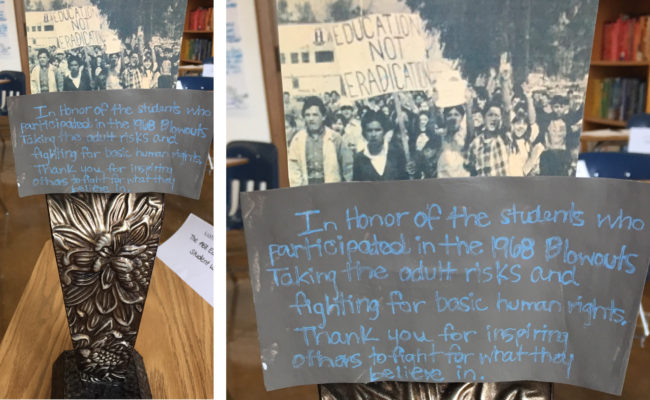 EDUCATION
NOT
ERADICATION
In Honor of the students who
participated in the 1968 Blowouts
Taking the adult risks and
fighting for basic human rights.
Thank you for inspiring
others to fight for what they
believe in.
Student
EDUCATION
NOT
ERADICATION
In Honor of the students who
participated in the 1968 Blowouts
Taking the adult risks and
fighting for basic human rights.
Thank you for inspiring
others to fight for what they
believe in.